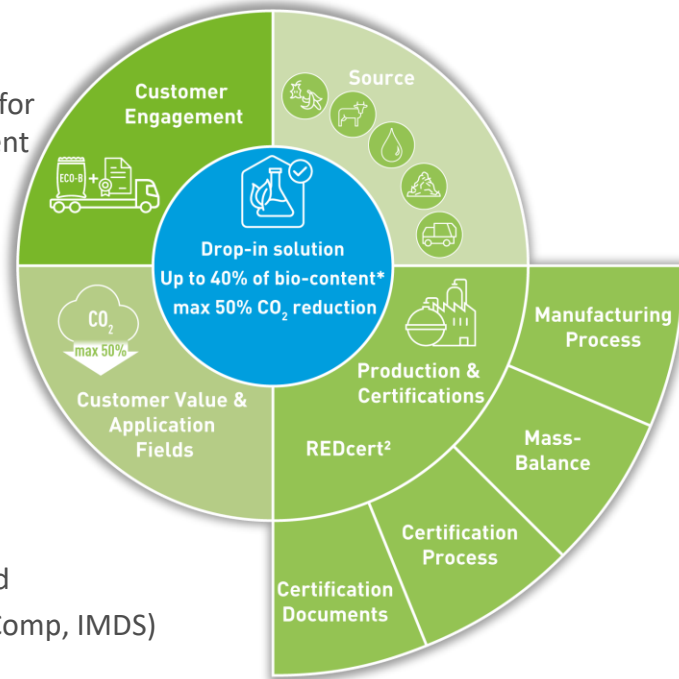 for
ent
Customer
Engagement
ECO-B
Source
Drop-in solution
Up to 40% of bio-content*
max 50% CO₂ reduction
CO₂
max 50%
Customer Value &
Application
Fields
Production &
Certifications
REDcert²
Manufacturing
Process
Mass-
Balance
Certification
Process
Certification
Documents
d
Comp, IMDS)